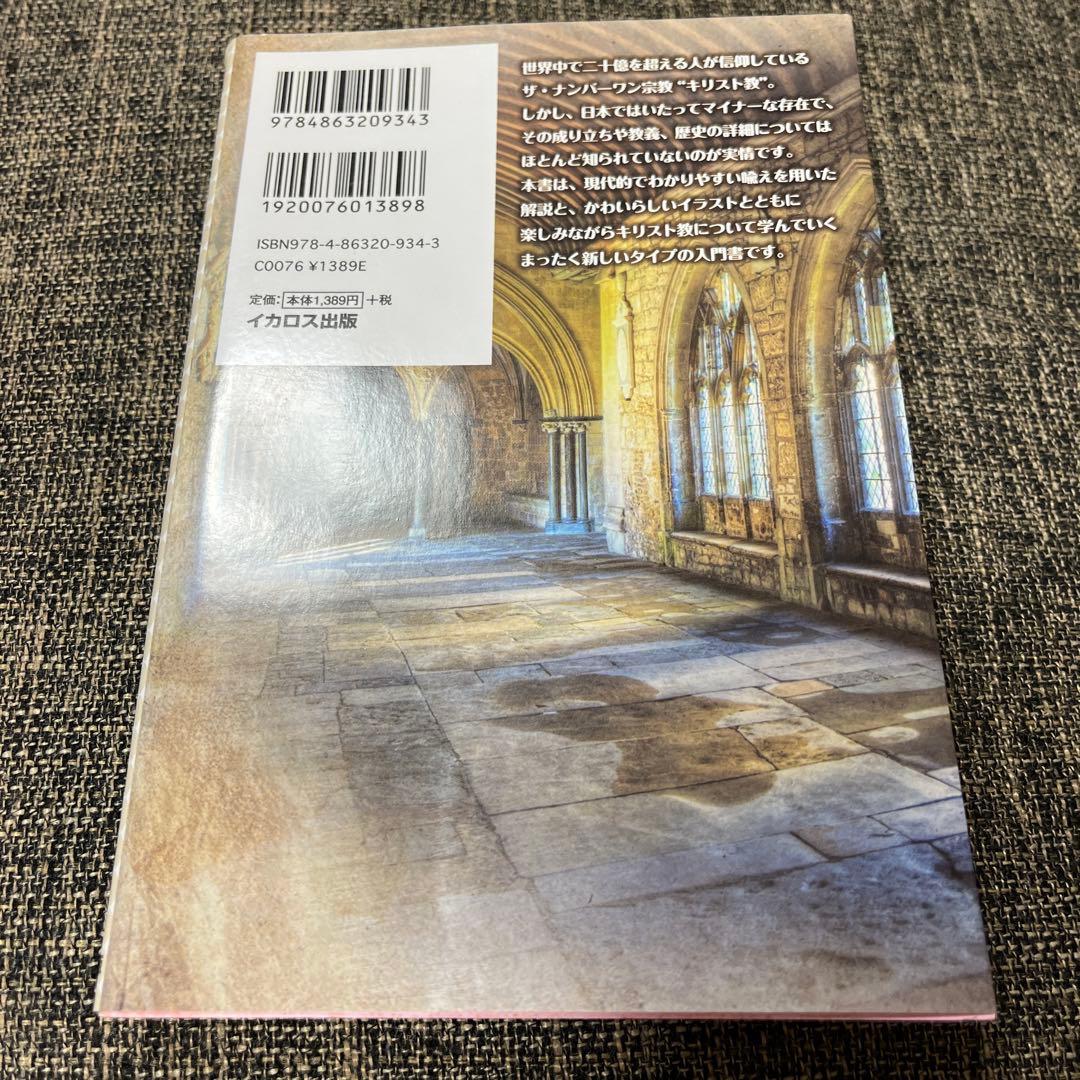 9784863209343
1920076013898
ISBN978-4-86320-934-3
C0076 ¥1389E
定価: 本体1,389円 +税
イカロス出版
世界中で二十億を超える人が信仰している
ザ・ナンバーワン宗教 “キリスト教”。
しかし、日本ではいたってマイナーな存在で、
その成り立ちや教義、歴史の詳細については
ほとんど知られていないのが実情です。
本書は、現代的でわかりやすい喩えを用いた
解説と、かわいらしいイラストとともに
楽しみながらキリスト教について学んでいく
まったく新しいタイプの入門書です。